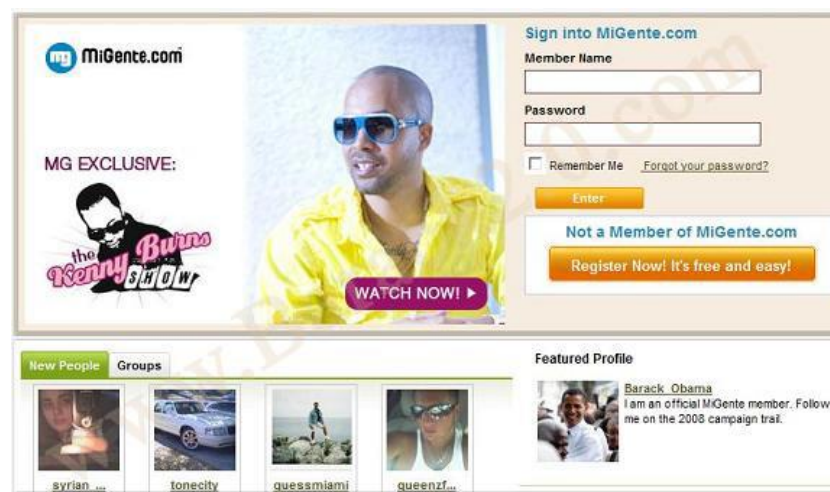 mg MiGente.com
MG EXCLUSIVE:
the
Kenny Burns
SHOW
WATCH NOW!
Sign into MiGente.com
Member Name
Password
Remember Me Forgot your password?
Enter
Not a Member of MiGente.com
Register Now! It's free and easy!
New People Groups
syrian ...
tonecity
guessmiami
queenzf...
Featured Profile
Barack_Obama
I am an official MiGente member. Follow
me on the 2008 campaign trail.